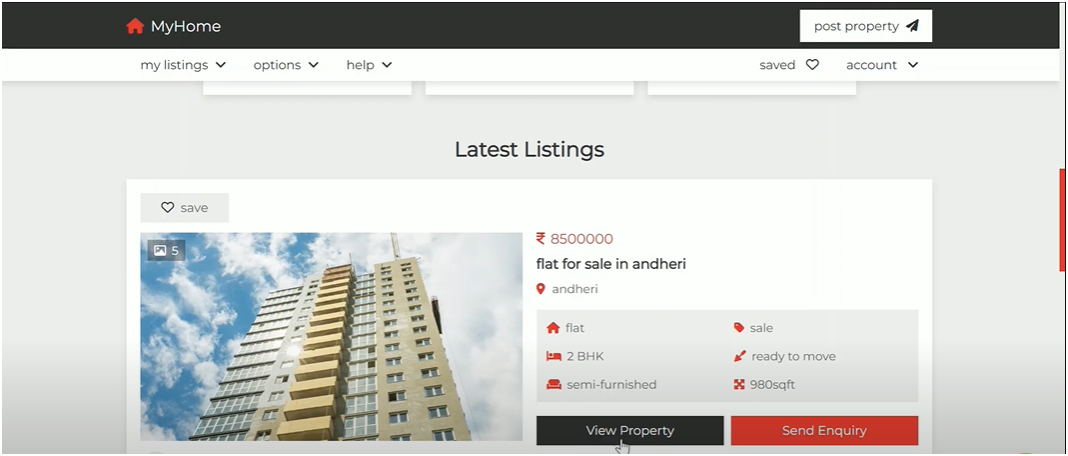 MyHome
post property
my listings
options
help
saved
account
Latest Listings
save
5
₹ 8500000
flat for sale in andheri
andheri
flat
sale
2 BHK
ready to move
semi-furnished
980sqft
View Property
Send Enquiry